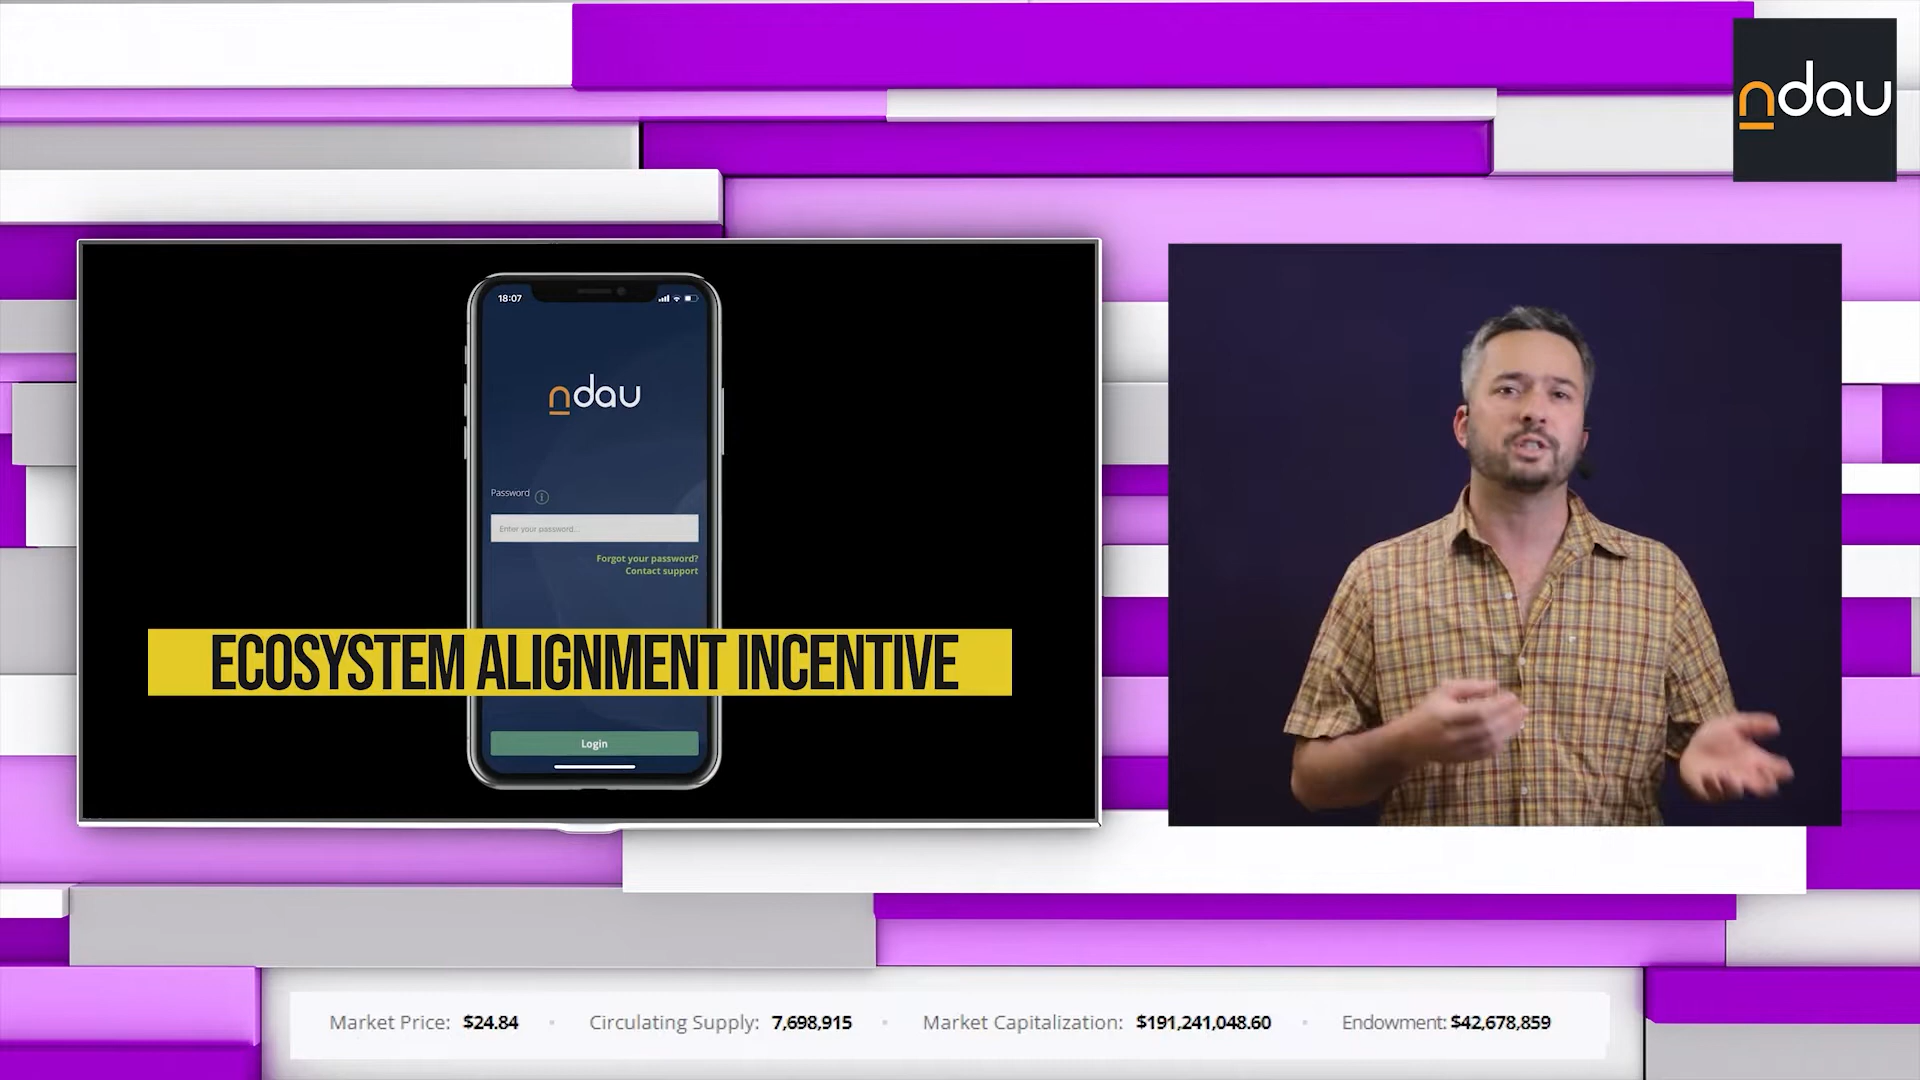 ndau
18:07
ndau
Password
Enter your password...
Forgot your password?
Contact support
ECOSYSTEM ALIGNMENT INCENTIVE
Login
Market Price: $24.84 • Circulating Supply: 7,698,915 • Market Capitalization: $191,241,048.60 • Endowment: $42,678,859